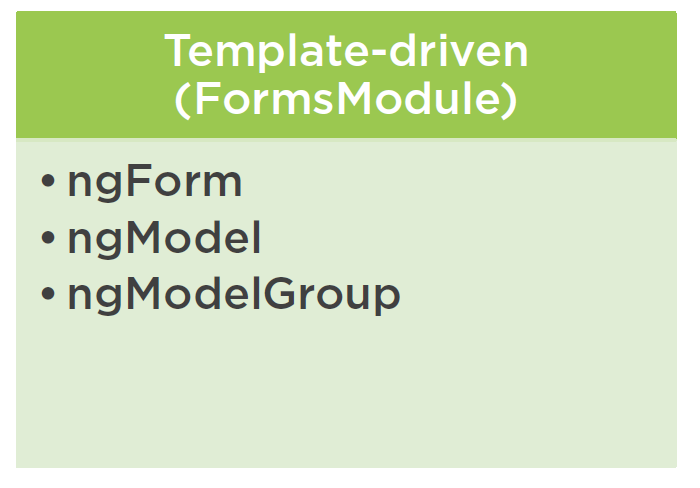 Template-driven
(FormsModule)
• ngForm
• ngModel
• ngModelGroup